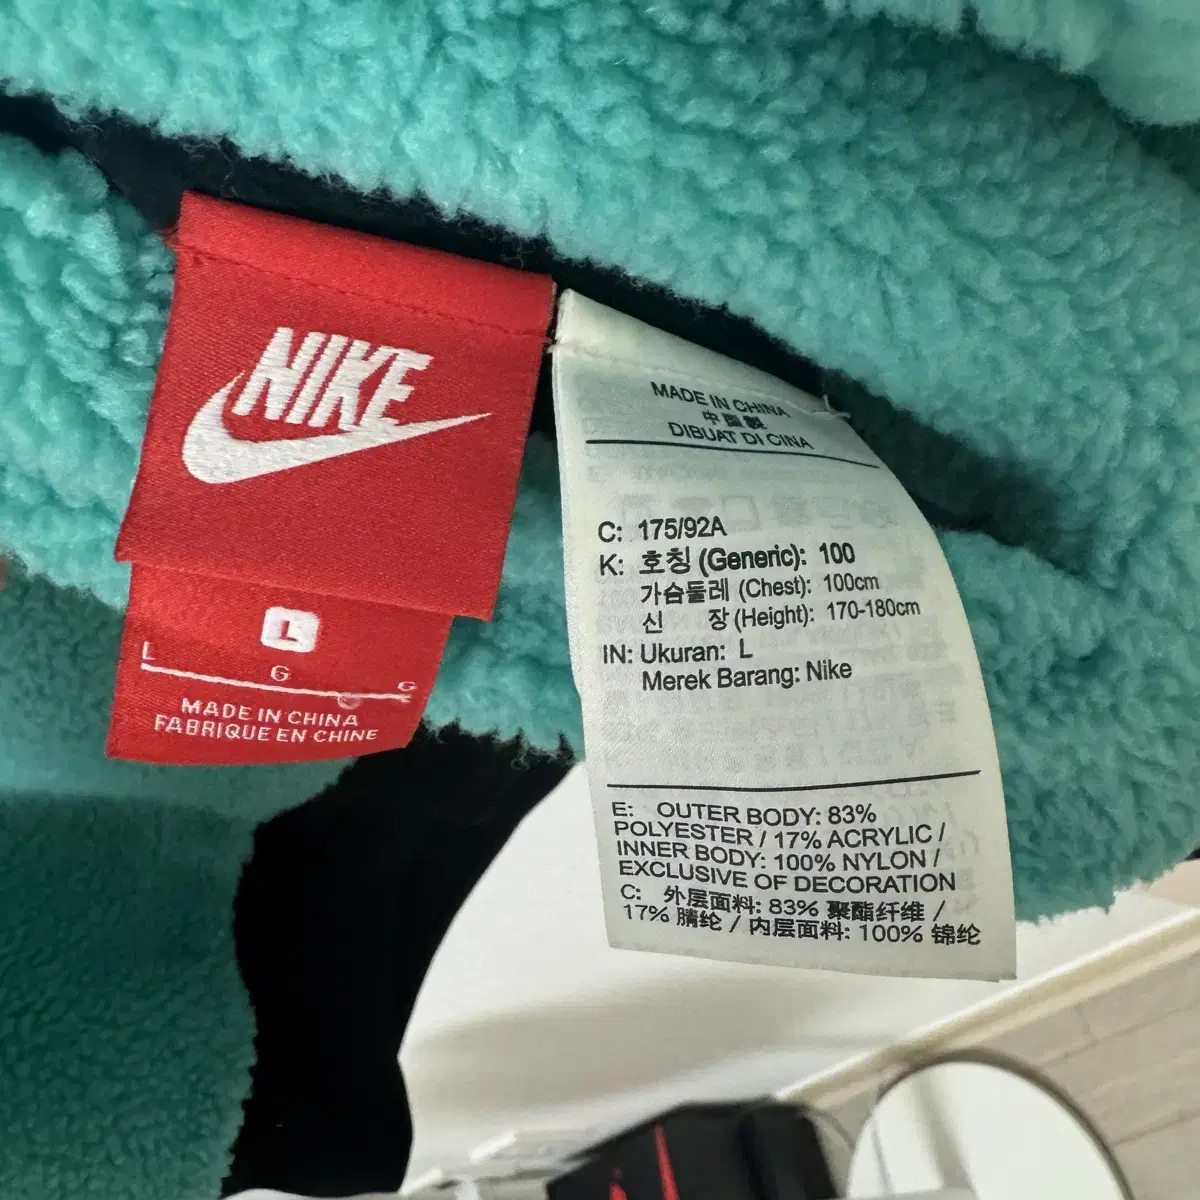 NIKE
L
L
G
G
MADE IN CHINA
FABRIQUE EN CHINE
MADE IN CHINA
中國製
DIBUAT DI CINA
C: 175/92A
K: 호칭 (Generic): 100
가슴둘레 (Chest): 100cm
신 장 (Height): 170-180cm
IN: Ukuran: L
Merek Barang: Nike
E: OUTER BODY: 83%
POLYESTER / 17% ACRYLIC /
INNER BODY: 100% NYLON /
EXCLUSIVE OF DECORATION
C: 外层面料: 83% 聚酯纤维 /
17% 腈纶 / 内层面料: 100% 锦纶